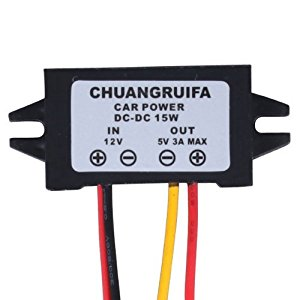 CHUANGRUIFA
CAR POWER
DC-DC 15W
IN OUT
12V 5V 3A MAX
+ - - +